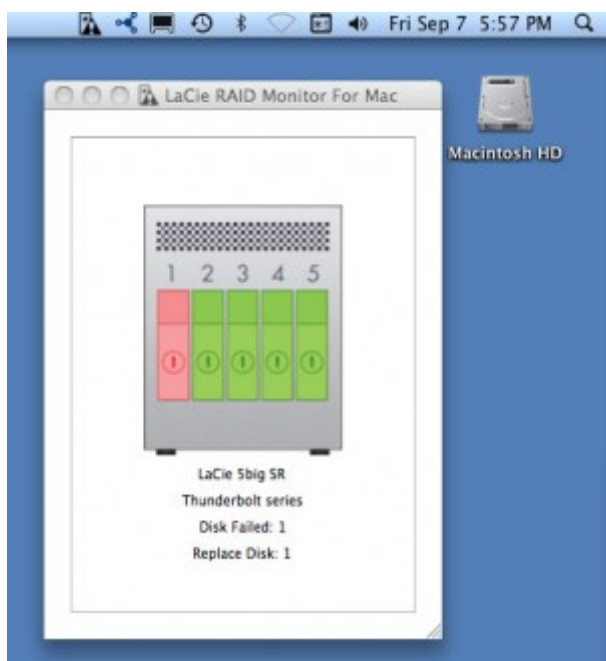 Fri Sep 7 5:57 PM
LaCie RAID Monitor For Mac
Macintosh HD
1 2 3 4 5
LaCie 5big SR
Thunderbolt series
Disk Failed: 1
Replace Disk: 1